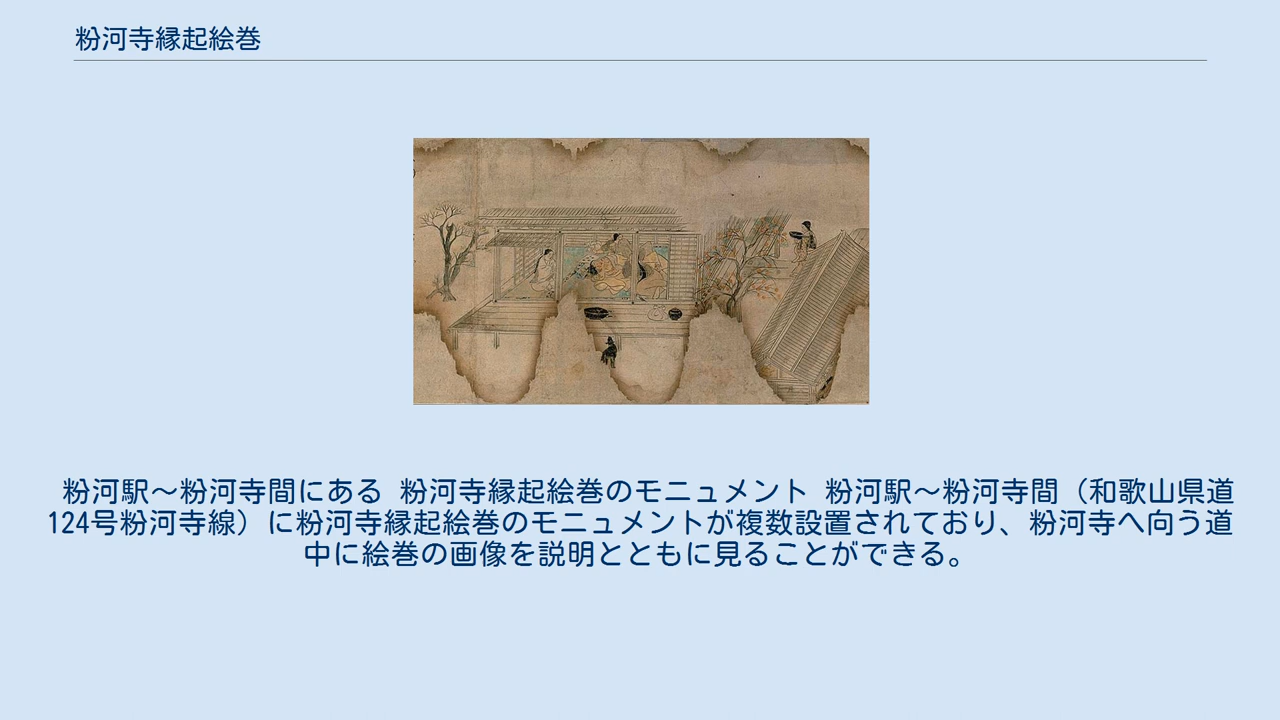 粉河寺縁起絵巻
粉河駅～粉河寺間にある 粉河寺縁起絵巻のモニュメント 粉河駅～粉河寺間（和歌山県道
124号粉河寺線）に粉河寺縁起絵巻のモニュメントが複数設置されており、粉河寺へ向う道
中に絵巻の画像を説明とともに見ることができる。